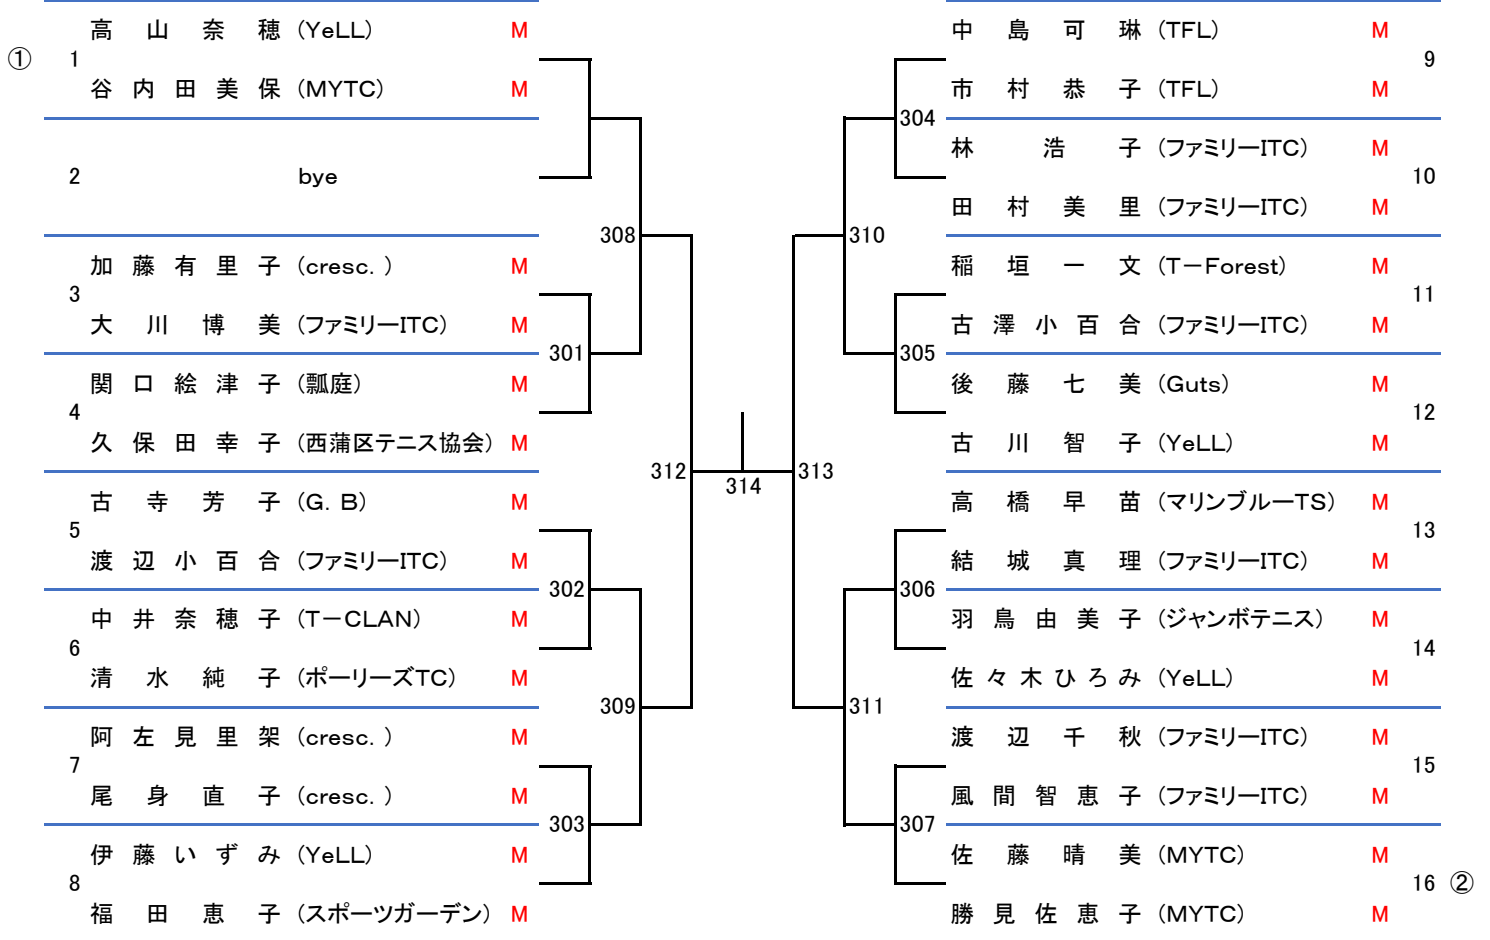 高山奈穂 (YeLL) M
① 1
谷内田美保 (MYTC) M
2 bye
308
加藤有里子 (cresc. ) M
3
大川博美 (ファミリーITC) M
301
関口絵津子 (瓢庭) M
4
久保田幸子 (西蒲区テニス協会) M
312
古寺芳子 (G. B) M
5
渡辺小百合 (ファミリーITC) M
302
中井奈穂子 (T-CLAN) M
6
清水純子 (ポーリーズTC) M
309
阿左見里架 (cresc. ) M
7
尾身直子 (cresc. ) M
303
伊藤いずみ (YeLL) M
8
福田恵子 (スポーツガーデン) M
314
中島可琳 (TFL) M
9
市村恭子 (TFL) M
304
林浩子 (ファミリーITC) M
10
田村美里 (ファミリーITC) M
310
稲垣一文 (T-Forest) M
11
古澤小百合 (ファミリーITC) M
305
後藤七美 (Guts) M
12
古川智子 (YeLL) M
313
高橋早苗 (マリンブルーTS) M
13
結城真理 (ファミリーITC) M
306
羽鳥由美子 (ジャンボテニス) M
14
佐々木ひろみ (YeLL) M
311
渡辺千秋 (ファミリーITC) M
15
風間智恵子 (ファミリーITC) M
307
佐藤晴美 (MYTC) M
16 ②
勝見佐恵子 (MYTC) M